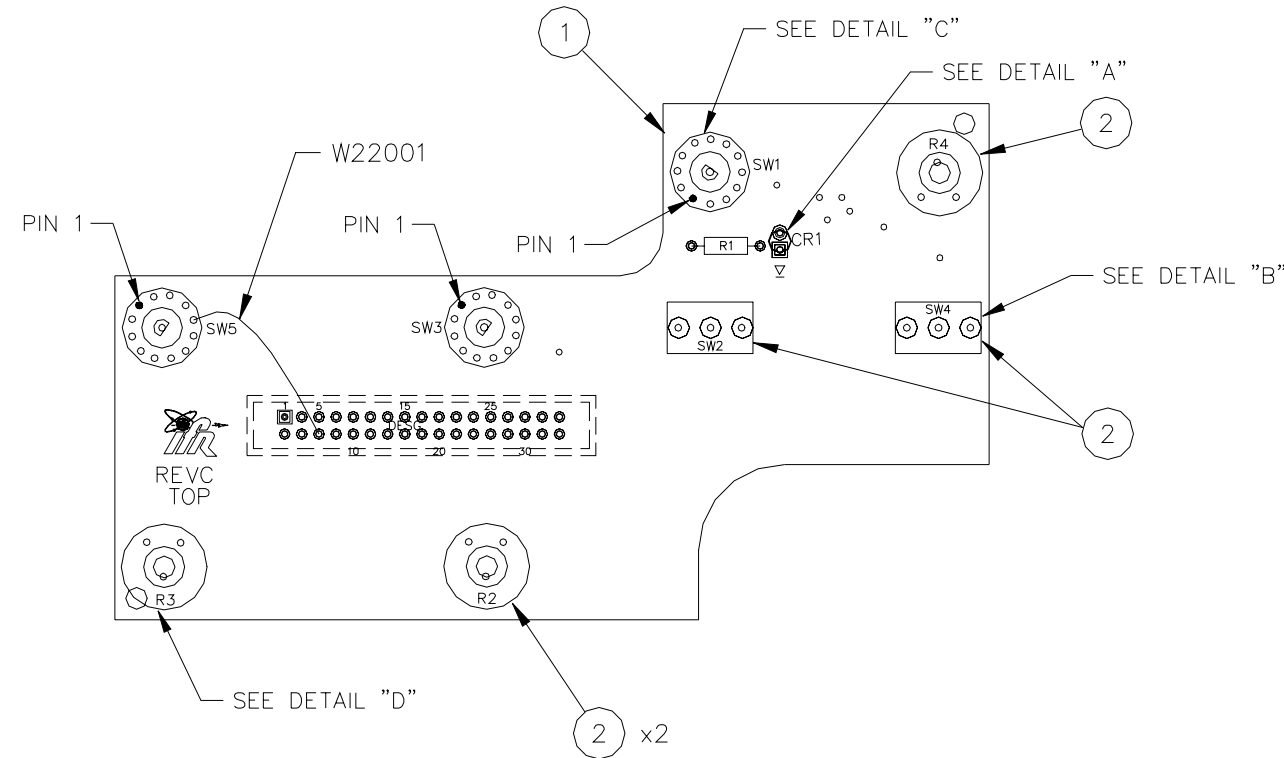 1
SEE DETAIL "C"
SEE DETAIL "A"
2
R4
W22001
SW1
PIN 1
PIN 1
PIN 1
R1
CR1
SEE DETAIL "B"
SW5
SW3
SW2
SW4
1 5 15 25
DESG
10 20 30
2
IFR
REVC
TOP
R3
R2
SEE DETAIL "D"
2 x2